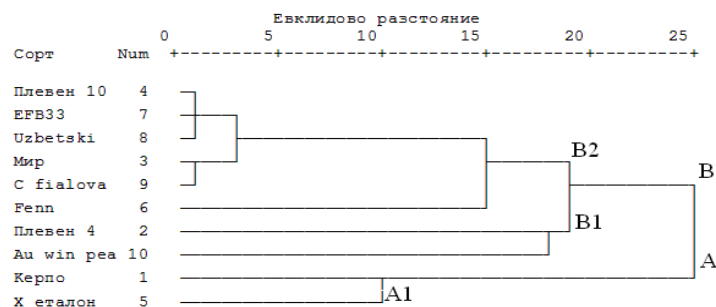 Евклидово разстояние
0 5 10 15 20 25
Сорт Num +---------+---------+---------+---------+---------+
Плевен 10 4
EFB33 7
Uzbetski 8
Мир 3
C fialova 9
B2
B
Fenn 6
Плевен 4 2
B1
Au win pea 10
A
Керпо 1
A1
X еталон 5